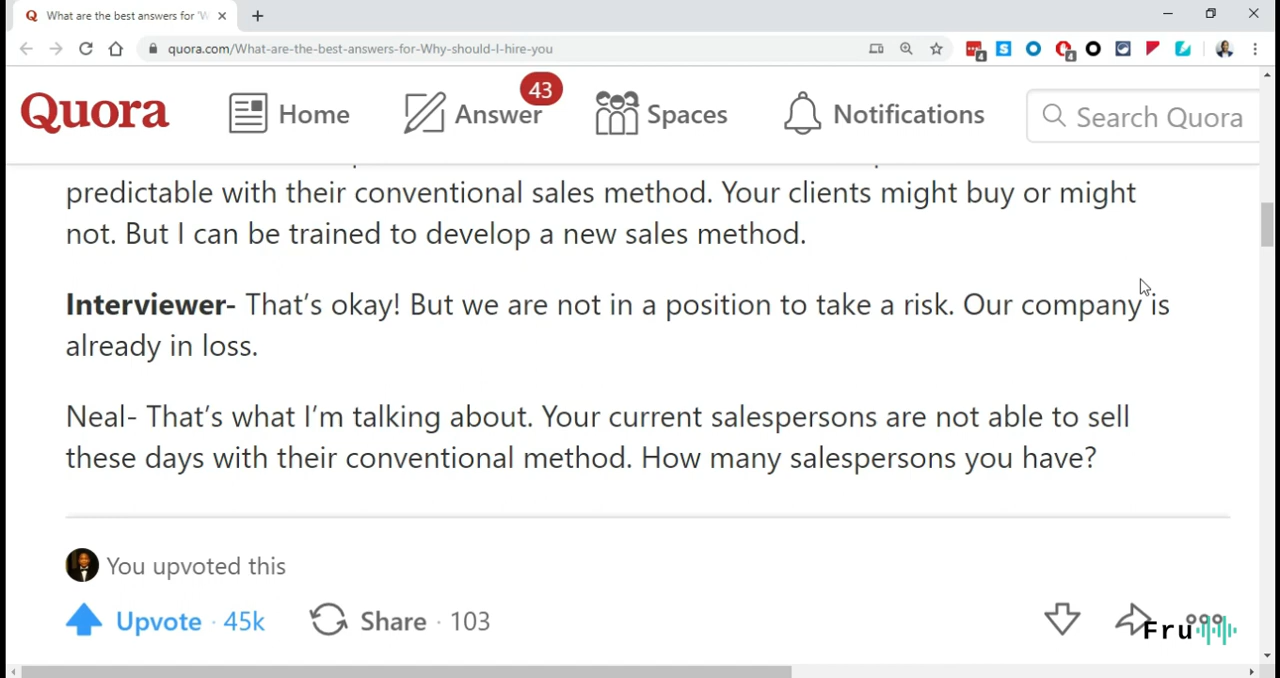 Q What are the best answers for 'W
quora.com/What-are-the-best-answers-for-Why-should-I-hire-you
4
S
4
Quora
Home
Answer
43
Spaces
Notifications
Search Quora
predictable with their conventional sales method. Your clients might buy or might
not. But I can be trained to develop a new sales method.
Interviewer- That's okay! But we are not in a position to take a risk. Our company is
already in loss.
Neal- That's what I'm talking about. Your current salespersons are not able to sell
these days with their conventional method. How many salespersons you have?
You upvoted this
Upvote · 45k
Share · 103
Fru